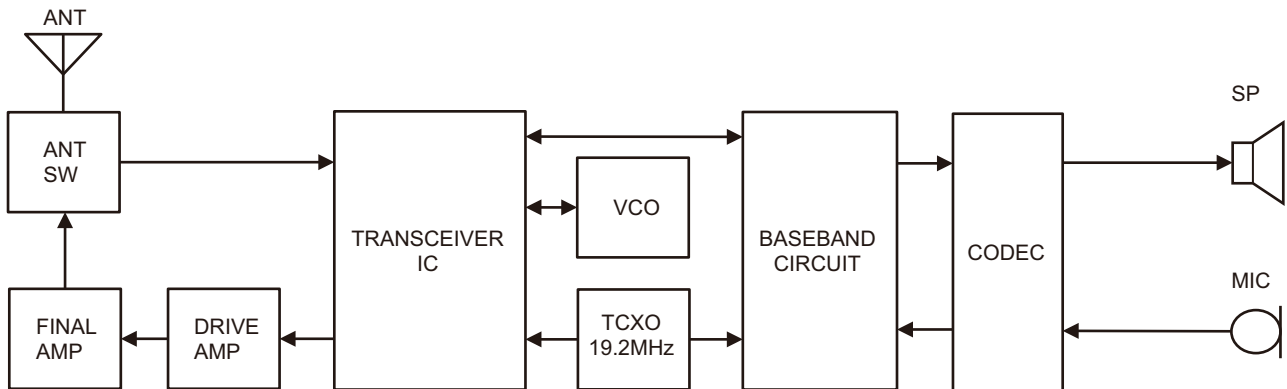 ANT
SP
ANT
SW
VCO
TRANSCEIVER
IC
BASEBAND
CIRCUIT
CODEC
MIC
FINAL
AMP
DRIVE
AMP
TCXO
19.2MHz